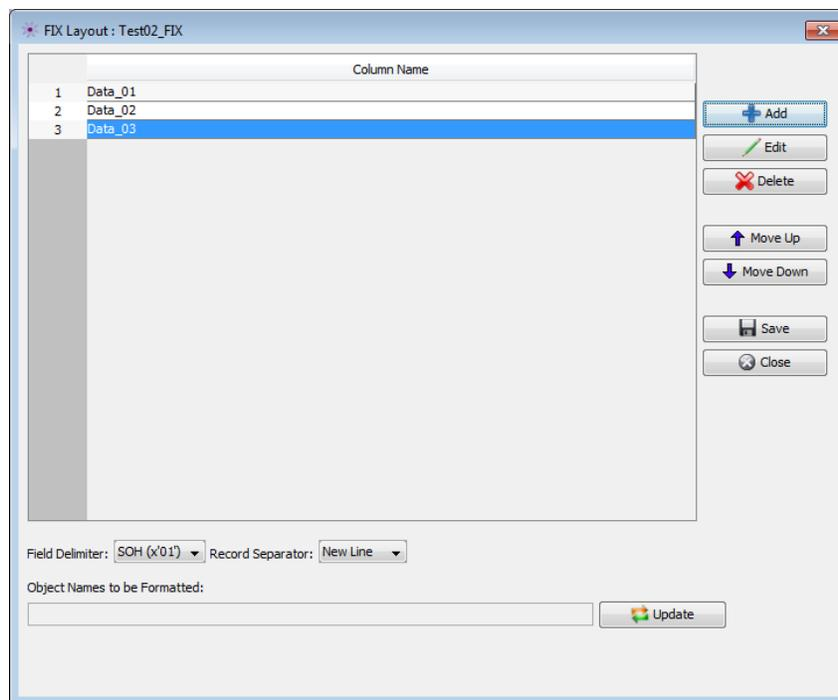 FIX Layout : Test02_FIX
Column Name
1 Data_01
2 Data_02
3 Data_03
Add
Edit
Delete
Move Up
Move Down
Save
Close
Field Delimiter: SOH (x'01') Record Separator: New Line
Object Names to be Formatted:
Update